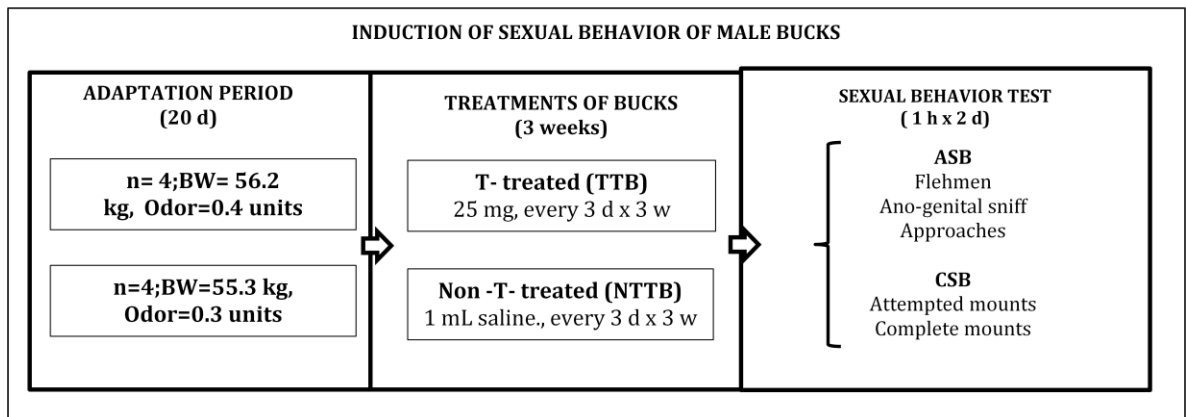 INDUCTION OF SEXUAL BEHAVIOR OF MALE BUCKS
ADAPTATION PERIOD
(20 d)
n= 4;BW= 56.2
kg, Odor=0.4 units
n=4;BW=55.3 kg,
Odor=0.3 units
TREATMENTS OF BUCKS
(3 weeks)
T- treated (TTB)
25 mg, every 3 d x 3 w
Non -T- treated (NTTB)
1 mL saline., every 3 d x 3 w
SEXUAL BEHAVIOR TEST
( 1 h x 2 d)
ASB
Flehmen
Ano-genital sniff
Approaches
CSB
Attempted mounts
Complete mounts